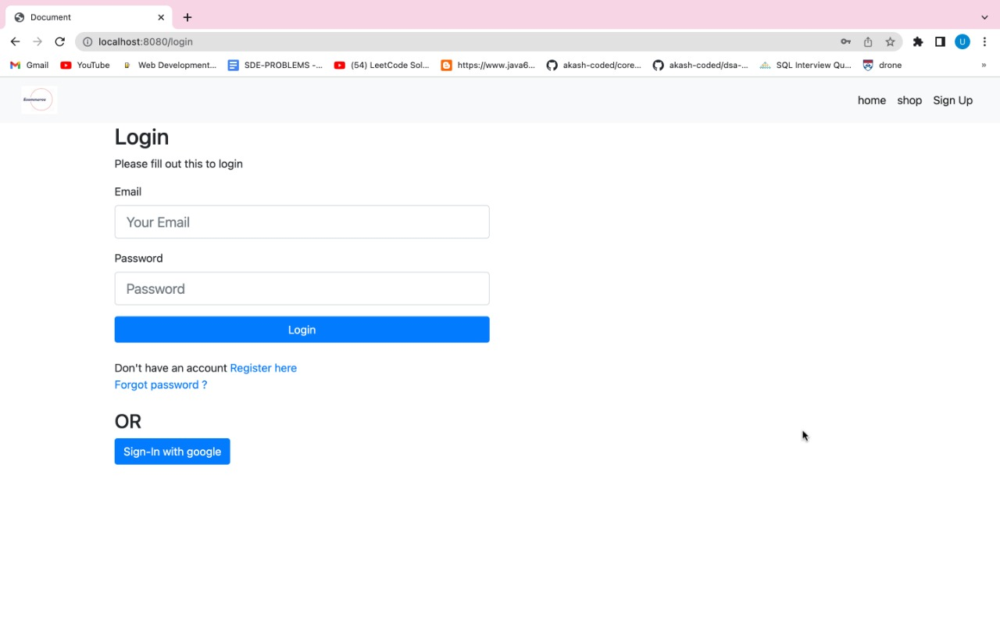 Document
localhost:8080/login
U
Gmail YouTube Web Development... SDE-PROBLEMS -... (54) LeetCode Sol... https://www.java6... akash-coded/core... akash-coded/dsa-... SQL Interview Qu... drone »
Ecommerce
home shop Sign Up
Login
Please fill out this to login
Email
Your Email
Password
Password
Login
Don't have an account Register here
Forgot password ?
OR
Sign-In with google